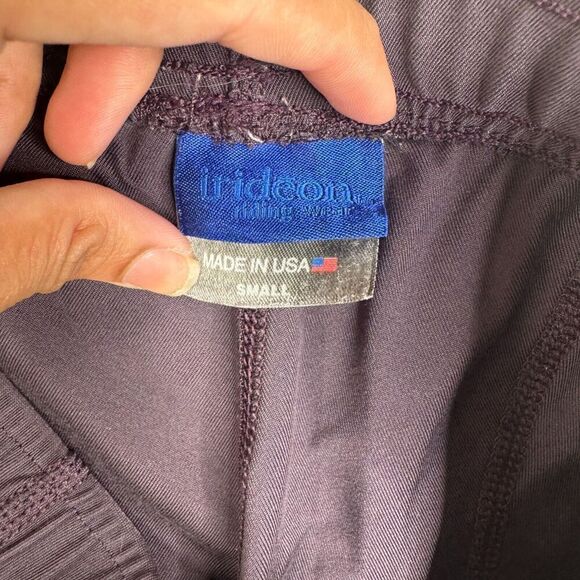 irideon
riding wear
MADE IN USA
SMALL